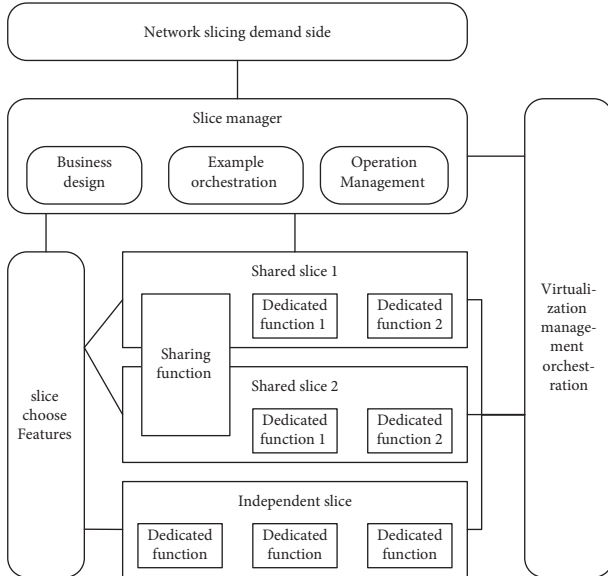 Network slicing demand side
Slice manager
Business
design
Example
orchestration
Operation
Management
slice
choose
Features
Shared slice 1
Sharing
function
Dedicated
function 1
Dedicated
function 2
Shared slice 2
Dedicated
function 1
Dedicated
function 2
Independent slice
Dedicated
function
Dedicated
function
Dedicated
function
Virtuali-
zation
manage-
ment
orchest-
ration